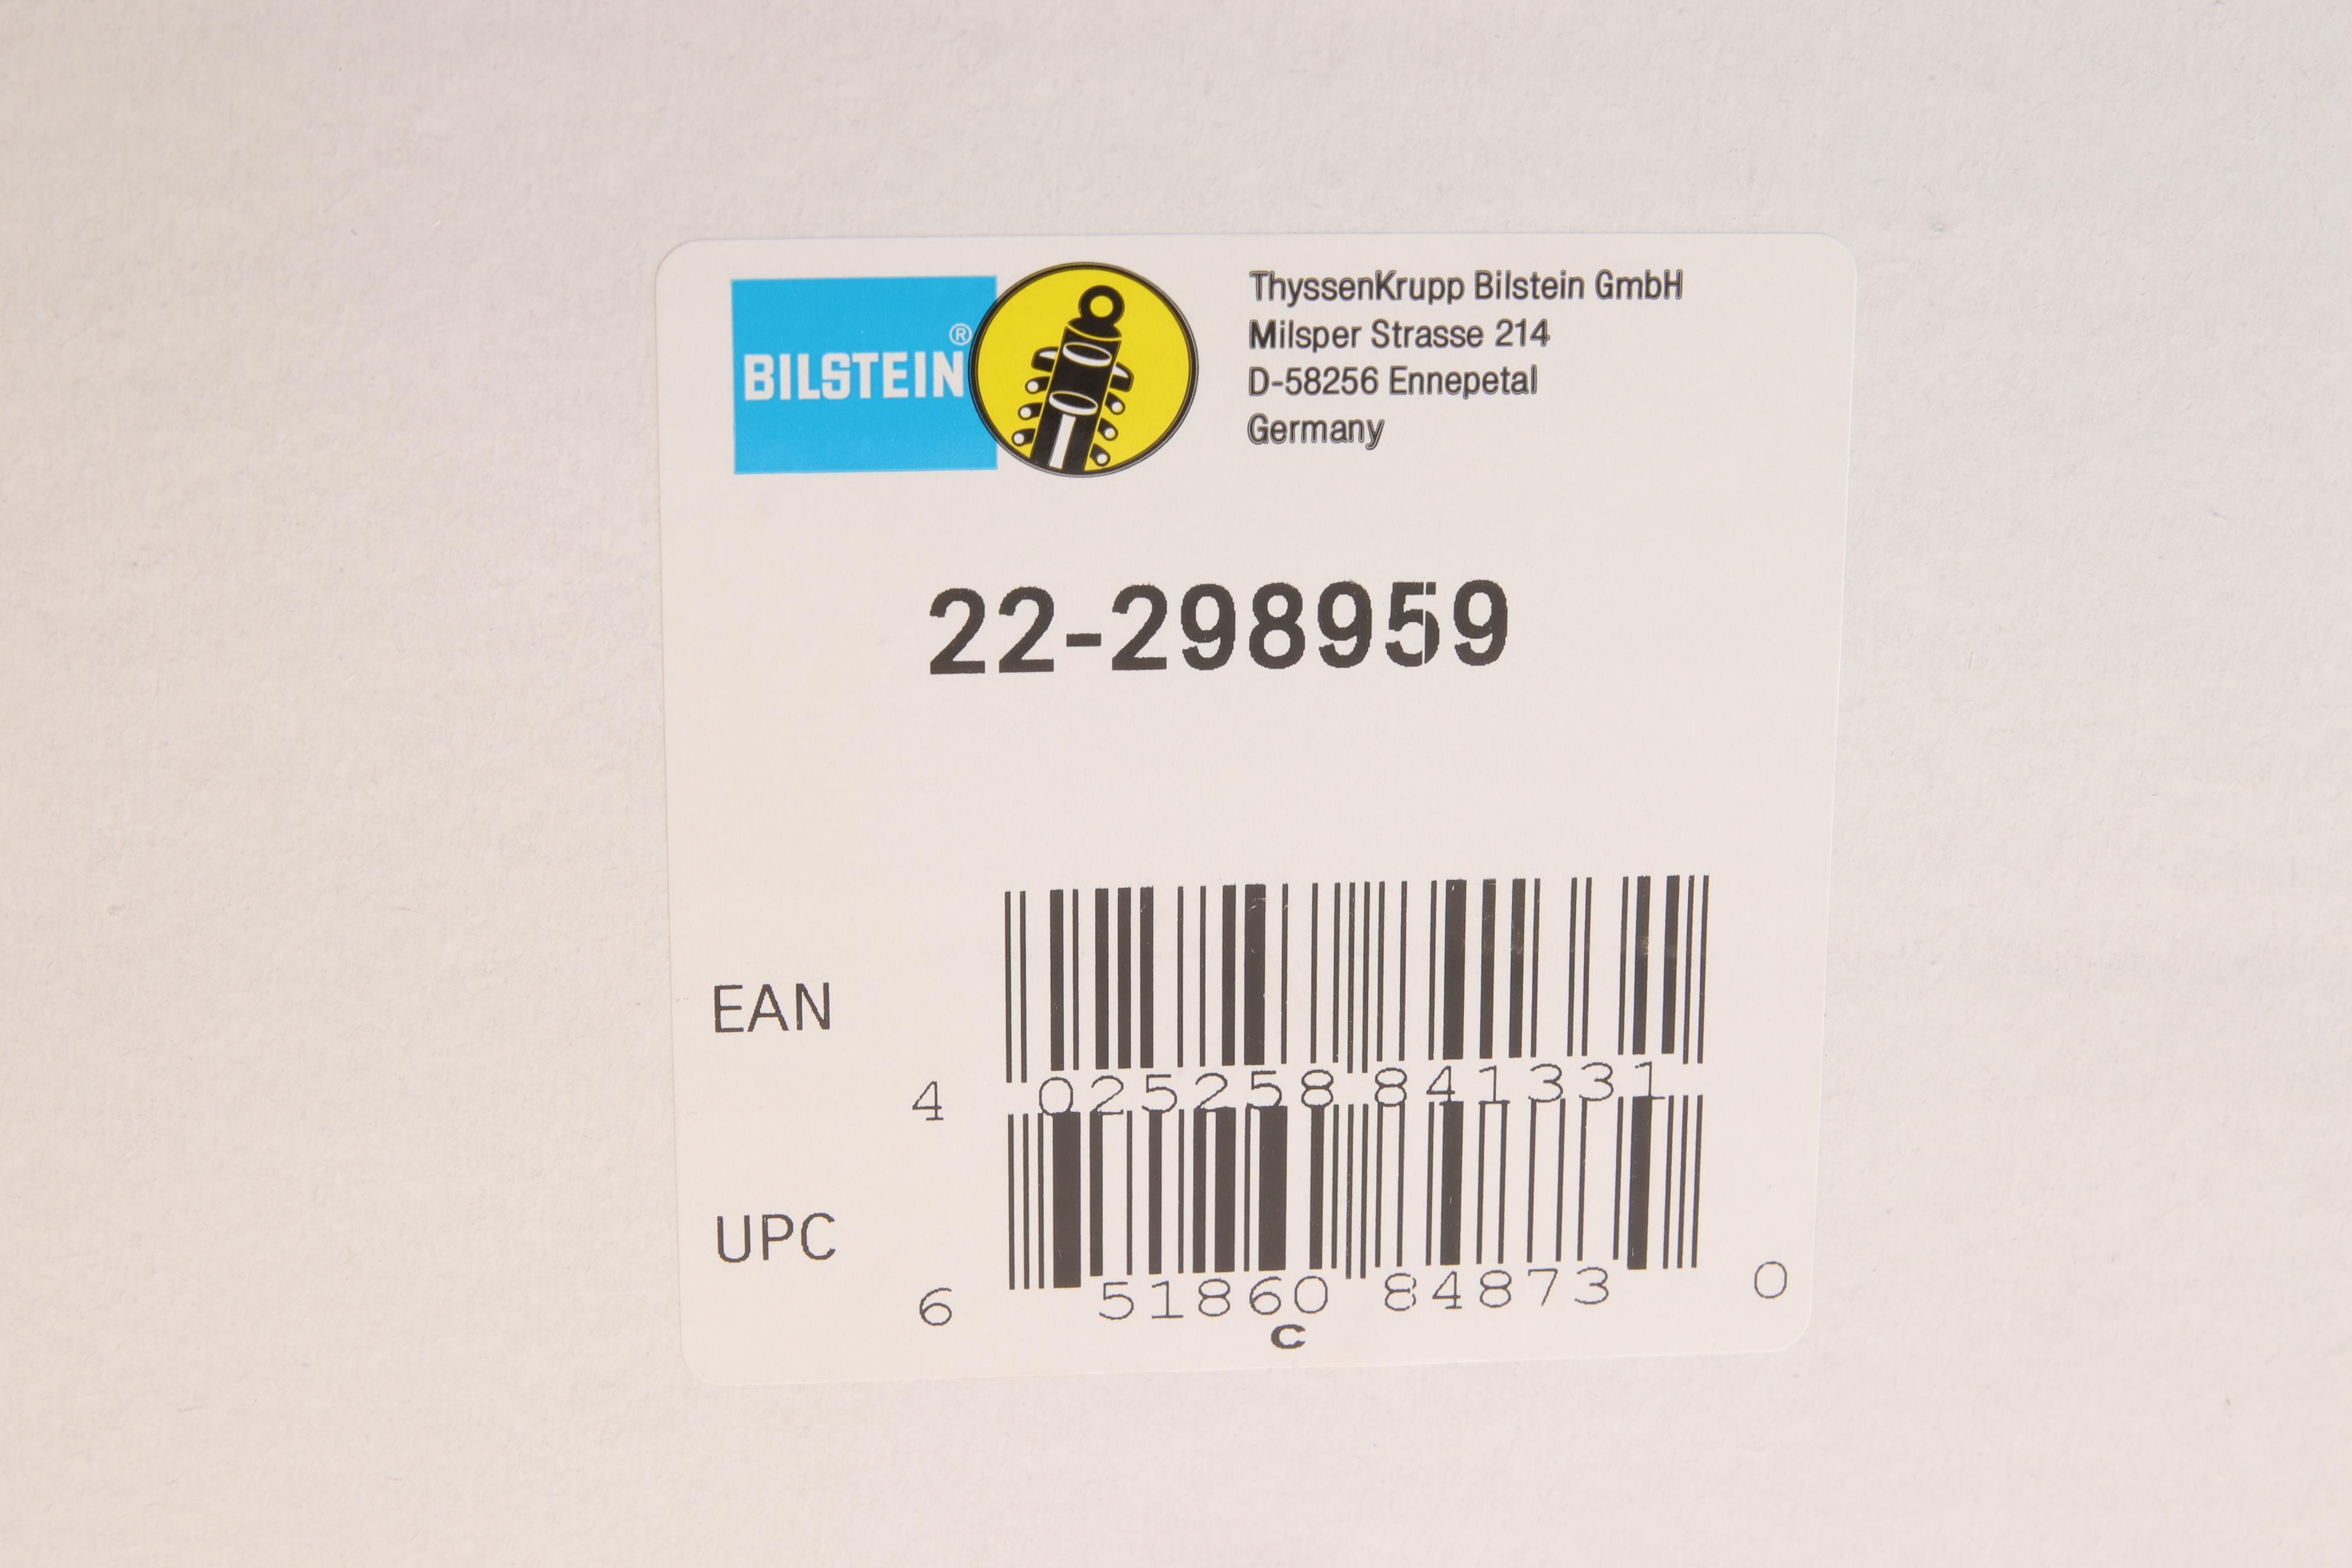 BILSTEIN®
ThyssenKrupp Bilstein GmbH
Milsper Strasse 214
D-58256 Ennepetal
Germany
22-298959
EAN
4 025258 841331
UPC
6 51860 84873 0
C